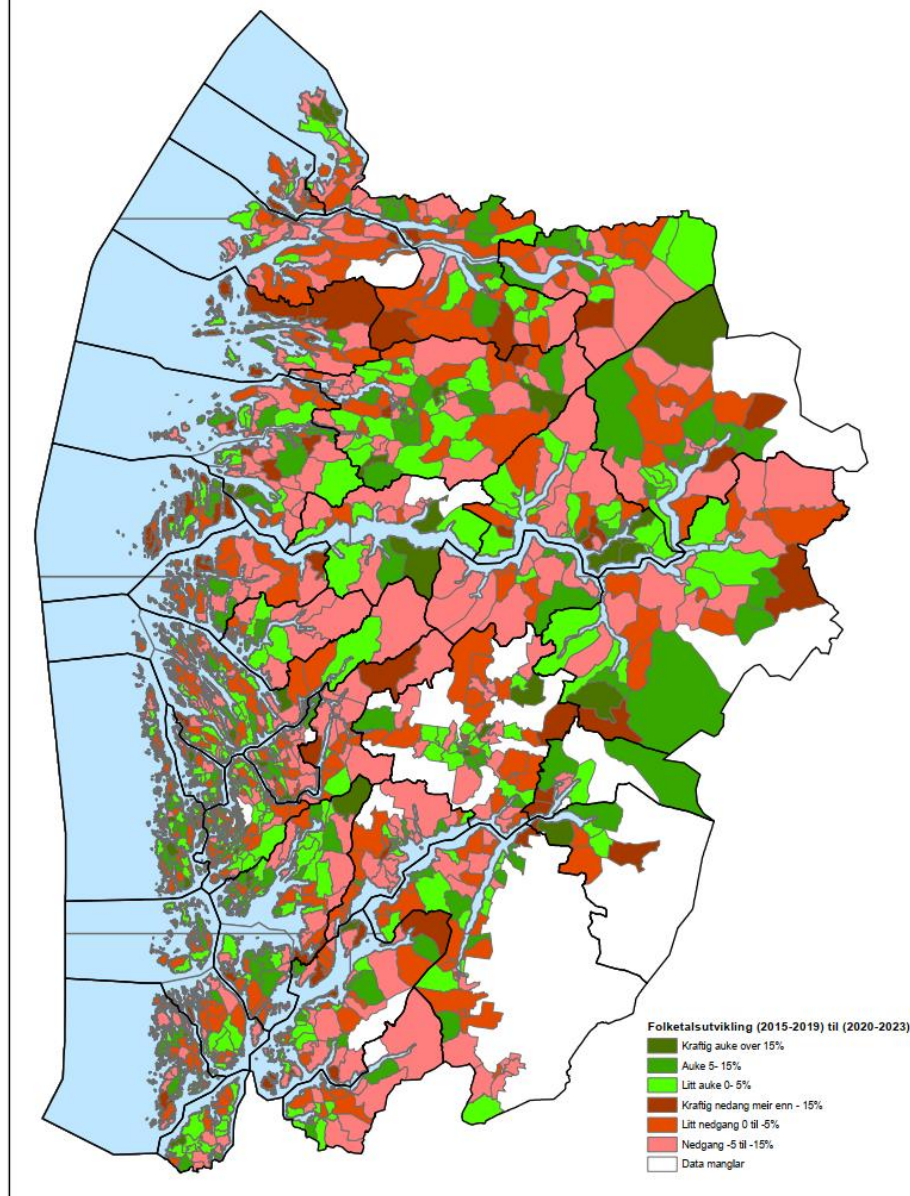 Folketalsutvikling (2015-2019) til (2020-2023)
Kraftig auke over 15%
Auke 5- 15%
Litt auke 0- 5%
Kraftig nedang meir enn - 15%
Litt nedgang 0 til -5%
Nedgang -5 til -15%
Data manglar